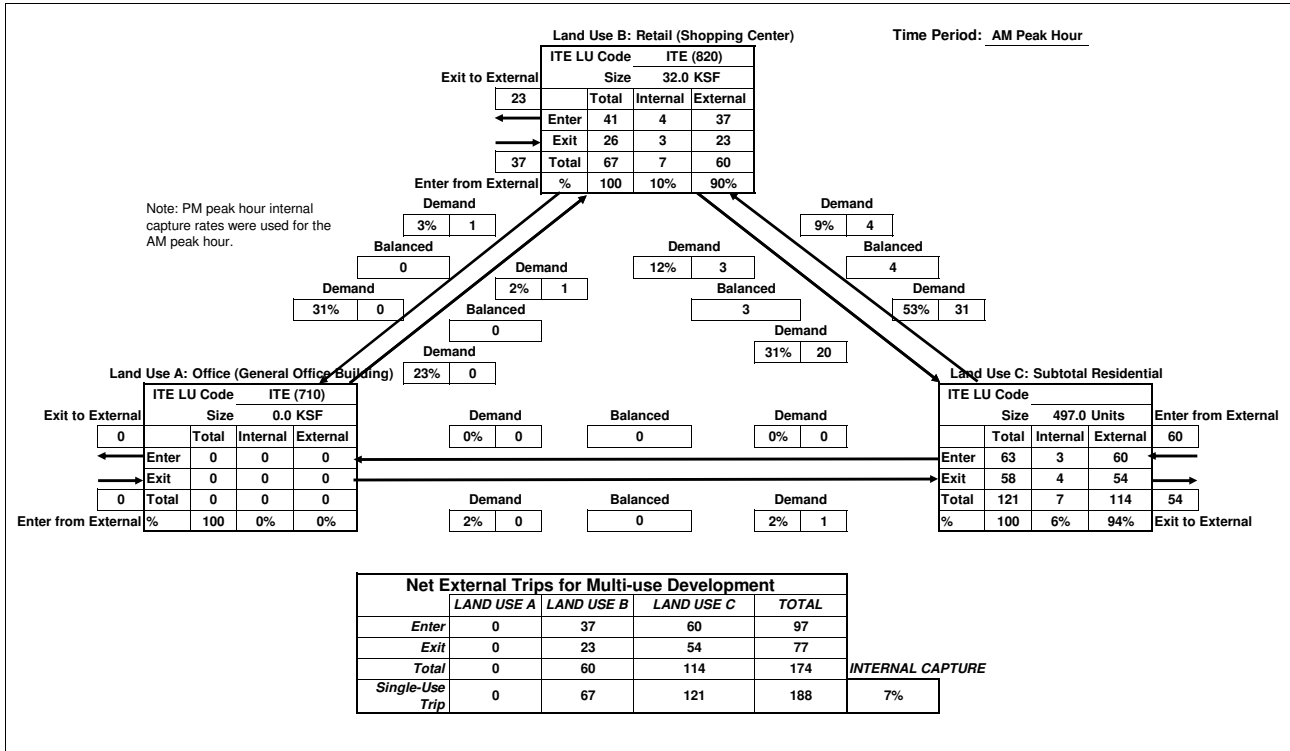 Land Use B: Retail (Shopping Center)
Time Period: AM Peak Hour
ITE LU Code ITE (820)
Exit to External Size 32.0 KSF
23 Total Internal External
Enter 41 4 37
Exit 26 3 23
37 Total 67 7 60
Enter from External % 100 10% 90%
Note: PM peak hour internal
capture rates were used for the
AM peak hour.
Demand
3% 1
Balanced
0
Demand
31% 0
Demand
2% 1
Balanced
0
Demand
23% 0
Demand
12% 3
Balanced
3
Demand
31% 20
Demand
9% 4
Balanced
4
Demand
53% 31
Land Use A: Office (General Office Building)
ITE LU Code ITE (710)
Exit to External Size 0.0 KSF
0 Total Internal External
Enter 0 0 0
Exit 0 0 0
0 Total 0 0 0
Enter from External % 100 0% 0%
Demand Balanced Demand
0% 0 0 0% 0
Demand Balanced Demand
2% 0 0 2% 1
Land Use C: Subtotal Residential
ITE LU Code
Size 497.0 Units Enter from External
Total Internal External 60
Enter 63 3 60
Exit 58 4 54
Total 121 7 114 54
% 100 6% 94% Exit to External
Net External Trips for Multi-use Development
LAND USE A LAND USE B LAND USE C TOTAL
Enter 0 37 60 97
Exit 0 23 54 77
Total 0 60 114 174 INTERNAL CAPTURE
Single-Use
Trip 0 67 121 188 7%